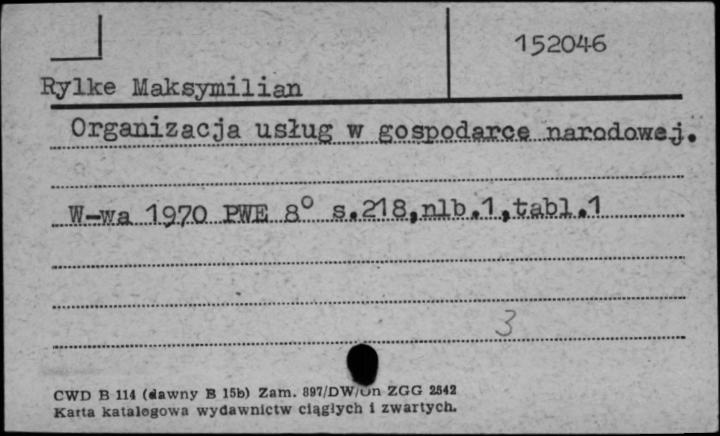 152046
Rylke Maksymilian
Organizacja usług w gospodarce narodowej.
W-wa 1970 PWE 8° s.218,nlb.1,tabl.1
3
CWD B 114 (dawny B 15b) Zam. 897/DW/Un ZGG 2542
Karta katalogowa wydawnictw ciągłych i zwartych.